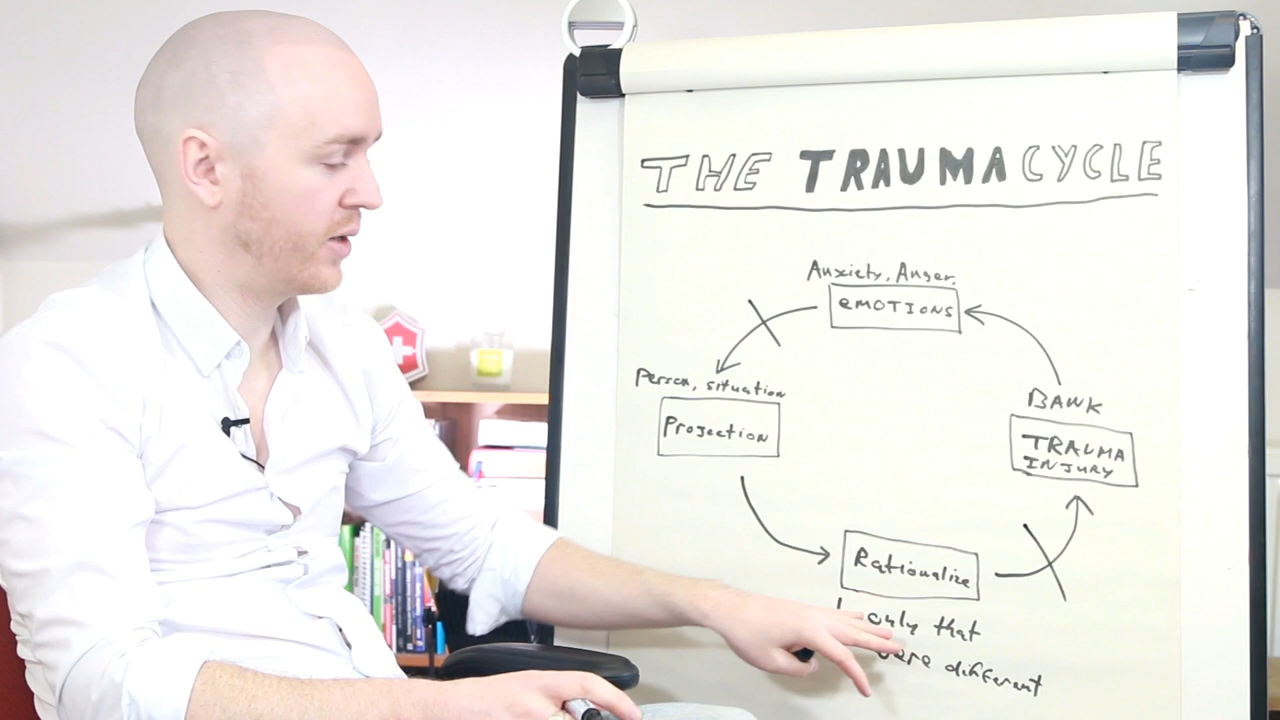 THE TRAUMA CYCLE
Anxiety, Anger,
EMOTIONS
Person, situation
Projection
BANK
TRAUMA
INJURY
Rationalize
only that
were different